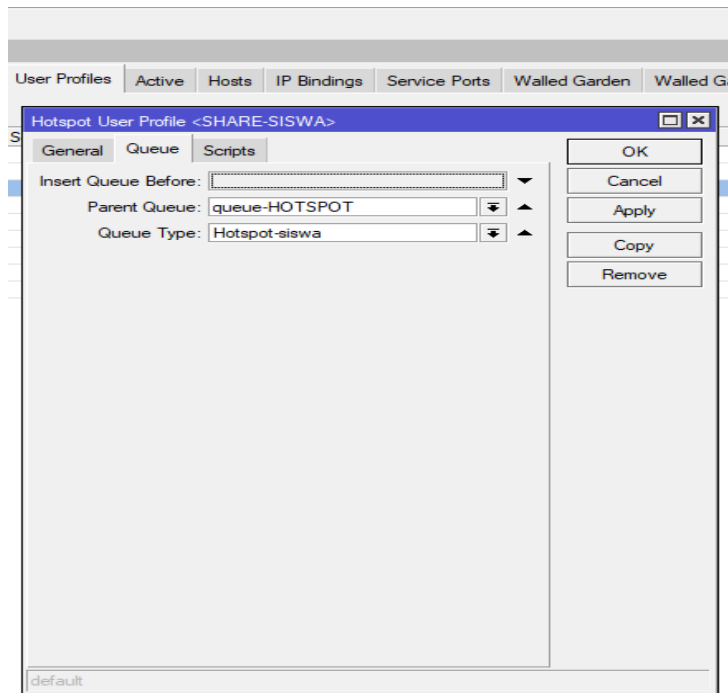 User Profiles Active Hosts IP Bindings Service Ports Walled Garden Walled G
S
Hotspot User Profile <SHARE-SISWA>
General Queue Scripts
OK
Insert Queue Before:
Cancel
Parent Queue: queue-HOTSPOT
Apply
Queue Type: Hotspot-siswa
Copy
Remove
default